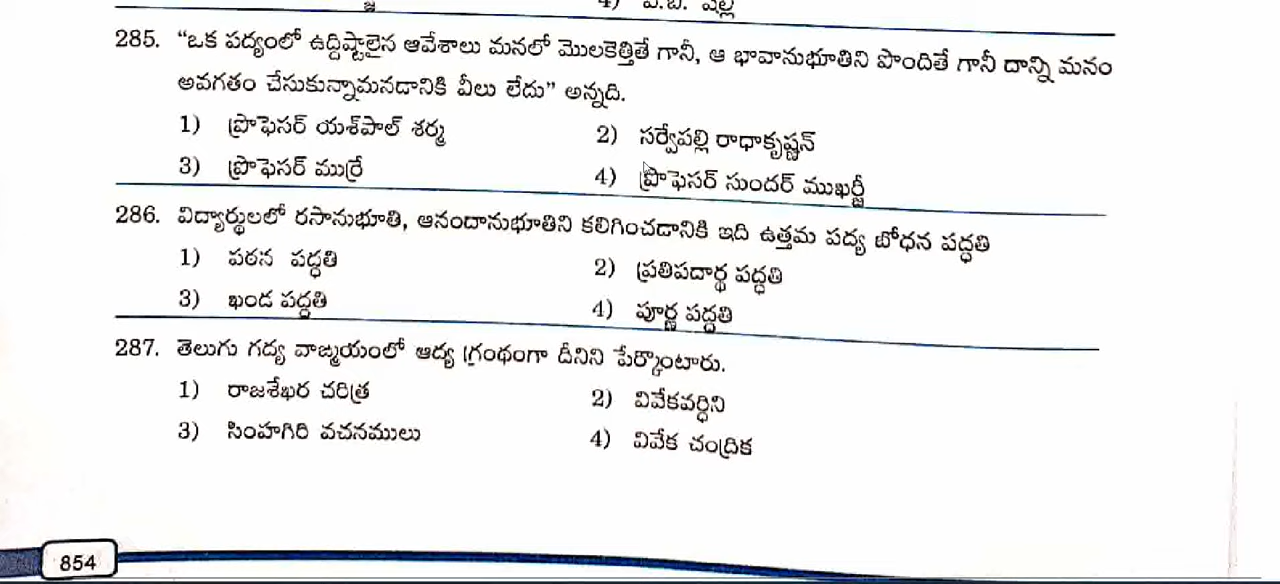 4) వి.బి. షెల్లీ
285. “ఒక పద్యంలో ఉద్దిష్టాలైన ఆవేశాలు మనలో మొలకెత్తితే గానీ, ఆ భావానుభూతిని పొందితే గానీ దాన్ని మనం
అవగతం చేసుకున్నామనడానికి వీలు లేదు” అన్నది.
1) ప్రొఫెసర్ యశ్‌పాల్ శర్మ 2) సర్వేపల్లి రాధాకృష్ణన్
3) ప్రొఫెసర్ ముర్రే 4) ప్రొఫెసర్ సుందర్ ముఖర్జీ
286. విద్యార్థులలో రసానుభూతి, ఆనందానుభూతిని కలిగించడానికి ఇది ఉత్తమ పద్య బోధన పద్ధతి
1) పఠన పద్ధతి 2) ప్రతిపదార్థ పద్ధతి
3) ఖండ పద్ధతి 4) పూర్ణ పద్ధతి
287. తెలుగు గద్య వాఙ్మయంలో ఆద్య గ్రంథంగా దీనిని పేర్కొంటారు.
1) రాజశేఖర చరిత్ర 2) వివేకవర్ధిని
3) సింహగిరి వచనములు 4) వివేక చంద్రిక
854